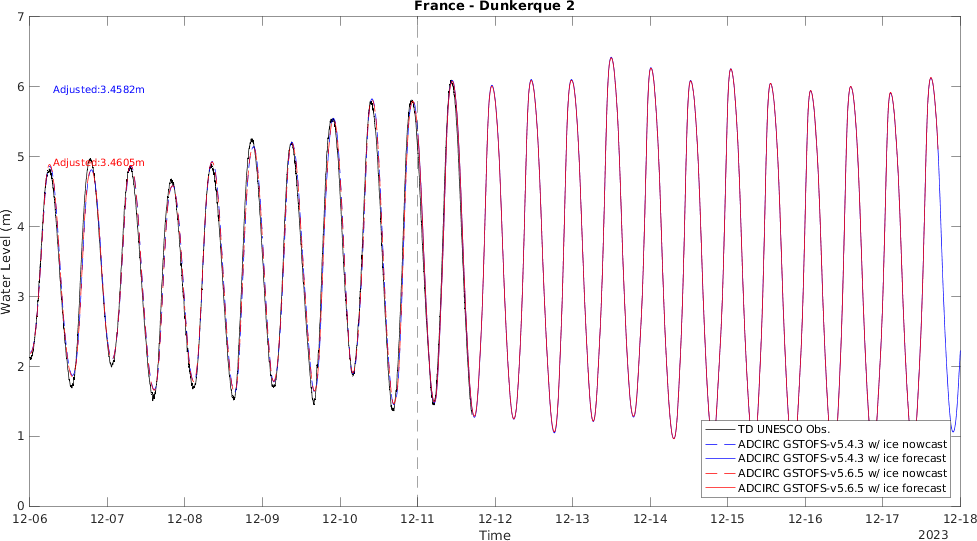 France - Dunkerque 2
7
6
5
4
3
2
1
0
Water Level (m)
Adjusted:3.4582m
Adjusted:3.4605m
TD UNESCO Obs.
ADCIRC GSTOFS-v5.4.3 w/ ice nowcast
ADCIRC GSTOFS-v5.4.3 w/ ice forecast
ADCIRC GSTOFS-v5.6.5 w/ ice nowcast
ADCIRC GSTOFS-v5.6.5 w/ ice forecast
12-06 12-07 12-08 12-09 12-10 12-11 12-12 12-13 12-14 12-15 12-16 12-17 12-18
Time
2023